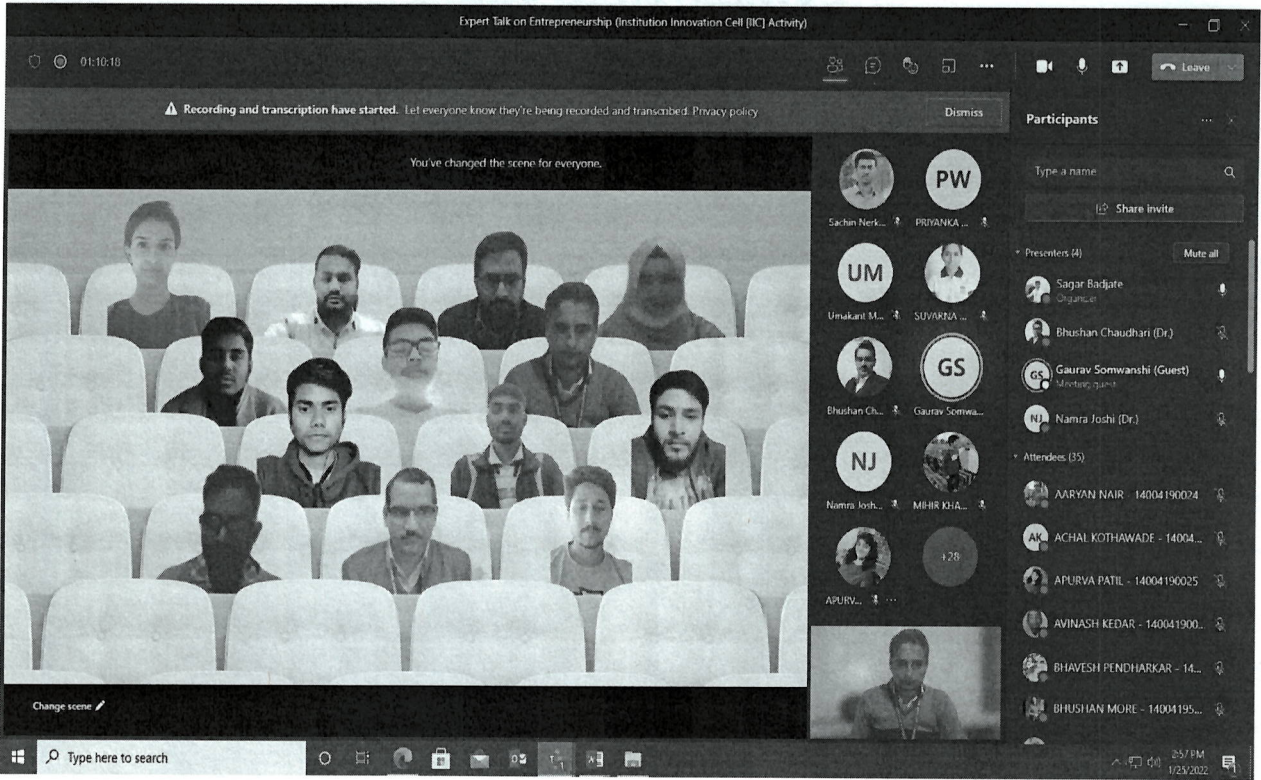 Expert Talk on Entrepreneurship (Institution Innovation Cell [IIC] Activity)
01:10:18
Leave
Recording and transcription have started. Let everyone know they're being recorded and transcribed. Privacy policy
Dismiss
You've changed the scene for everyone.
Sachin Nerk...
PW
PRIYANKA ...
UM
Umakant M...
SUVARNA ...
Bhushan Ch...
GS
Gaurav Somwa...
NJ
Namra Josh...
MIHIR KHA...
APURV...
+28
Change scene
Participants
Type a name
Share invite
Presenters (4)
Mute all
Sagar Badjate
Organizer
Bhushan Chaudhari (Dr.)
GS
Gaurav Somwanshi (Guest)
Meeting guest
NJ
Namra Joshi (Dr.)
Attendees (35)
AARYAN NAIR - 14004190024
AK
ACHAL KOTHAWADE - 14004...
APURVA PATIL - 14004190025
AVINASH KEDAR - 140041900...
BHAVESH PENDHARKAR - 14...
BHUSHAN MORE - 14004195...
Type here to search
2:57 PM
1/25/2022